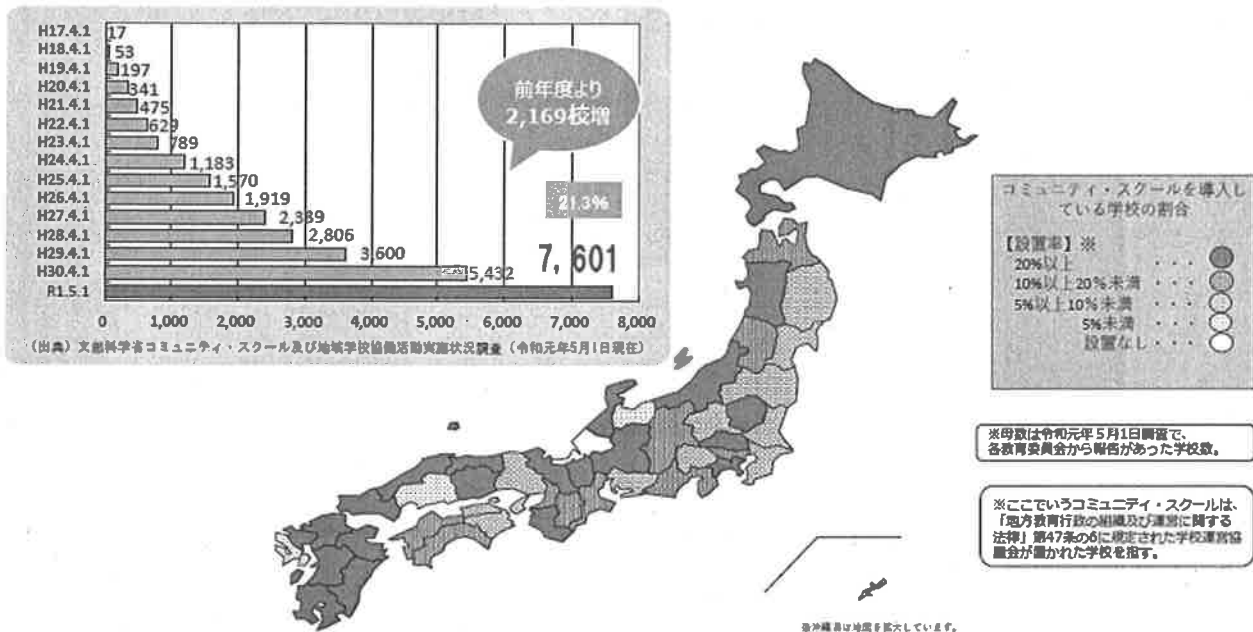 H17.4.1 17
H18.4.1 53
H19.4.1 197
H20.4.1 341
H21.4.1 475
H22.4.1 629
H23.4.1 789
H24.4.1 1,183
H25.4.1 1,570
H26.4.1 1,919
H27.4.1 2,389
H28.4.1 2,806
H29.4.1 3,600
H30.4.1 5,432
R1.5.1 7,601
前年度より
2,169校増
21.3%
0 1,000 2,000 3,000 4,000 5,000 6,000 7,000 8,000
(出典)文部科学省コミュニティ・スクール及び地域学校協働活動実施状況調査(令和元年5月1日現在)
コミュニティ・スクールを導入し
ている学校の割合
【設置率】※
20%以上 ・・・
10%以上20%未満 ・・・
5%以上10%未満 ・・・
5%未満 ・・・
設置なし・・・
※母数は令和元年5月1日調査で、
各教育委員会から報告があった学校数。
※ここでいうコミュニティ・スクールは、
「地方教育行政の組織及び運営に関する
法律」第47条の6に規定された学校運営協
議会が置かれた学校を指す。
※沖縄県は地図を拡大しています。